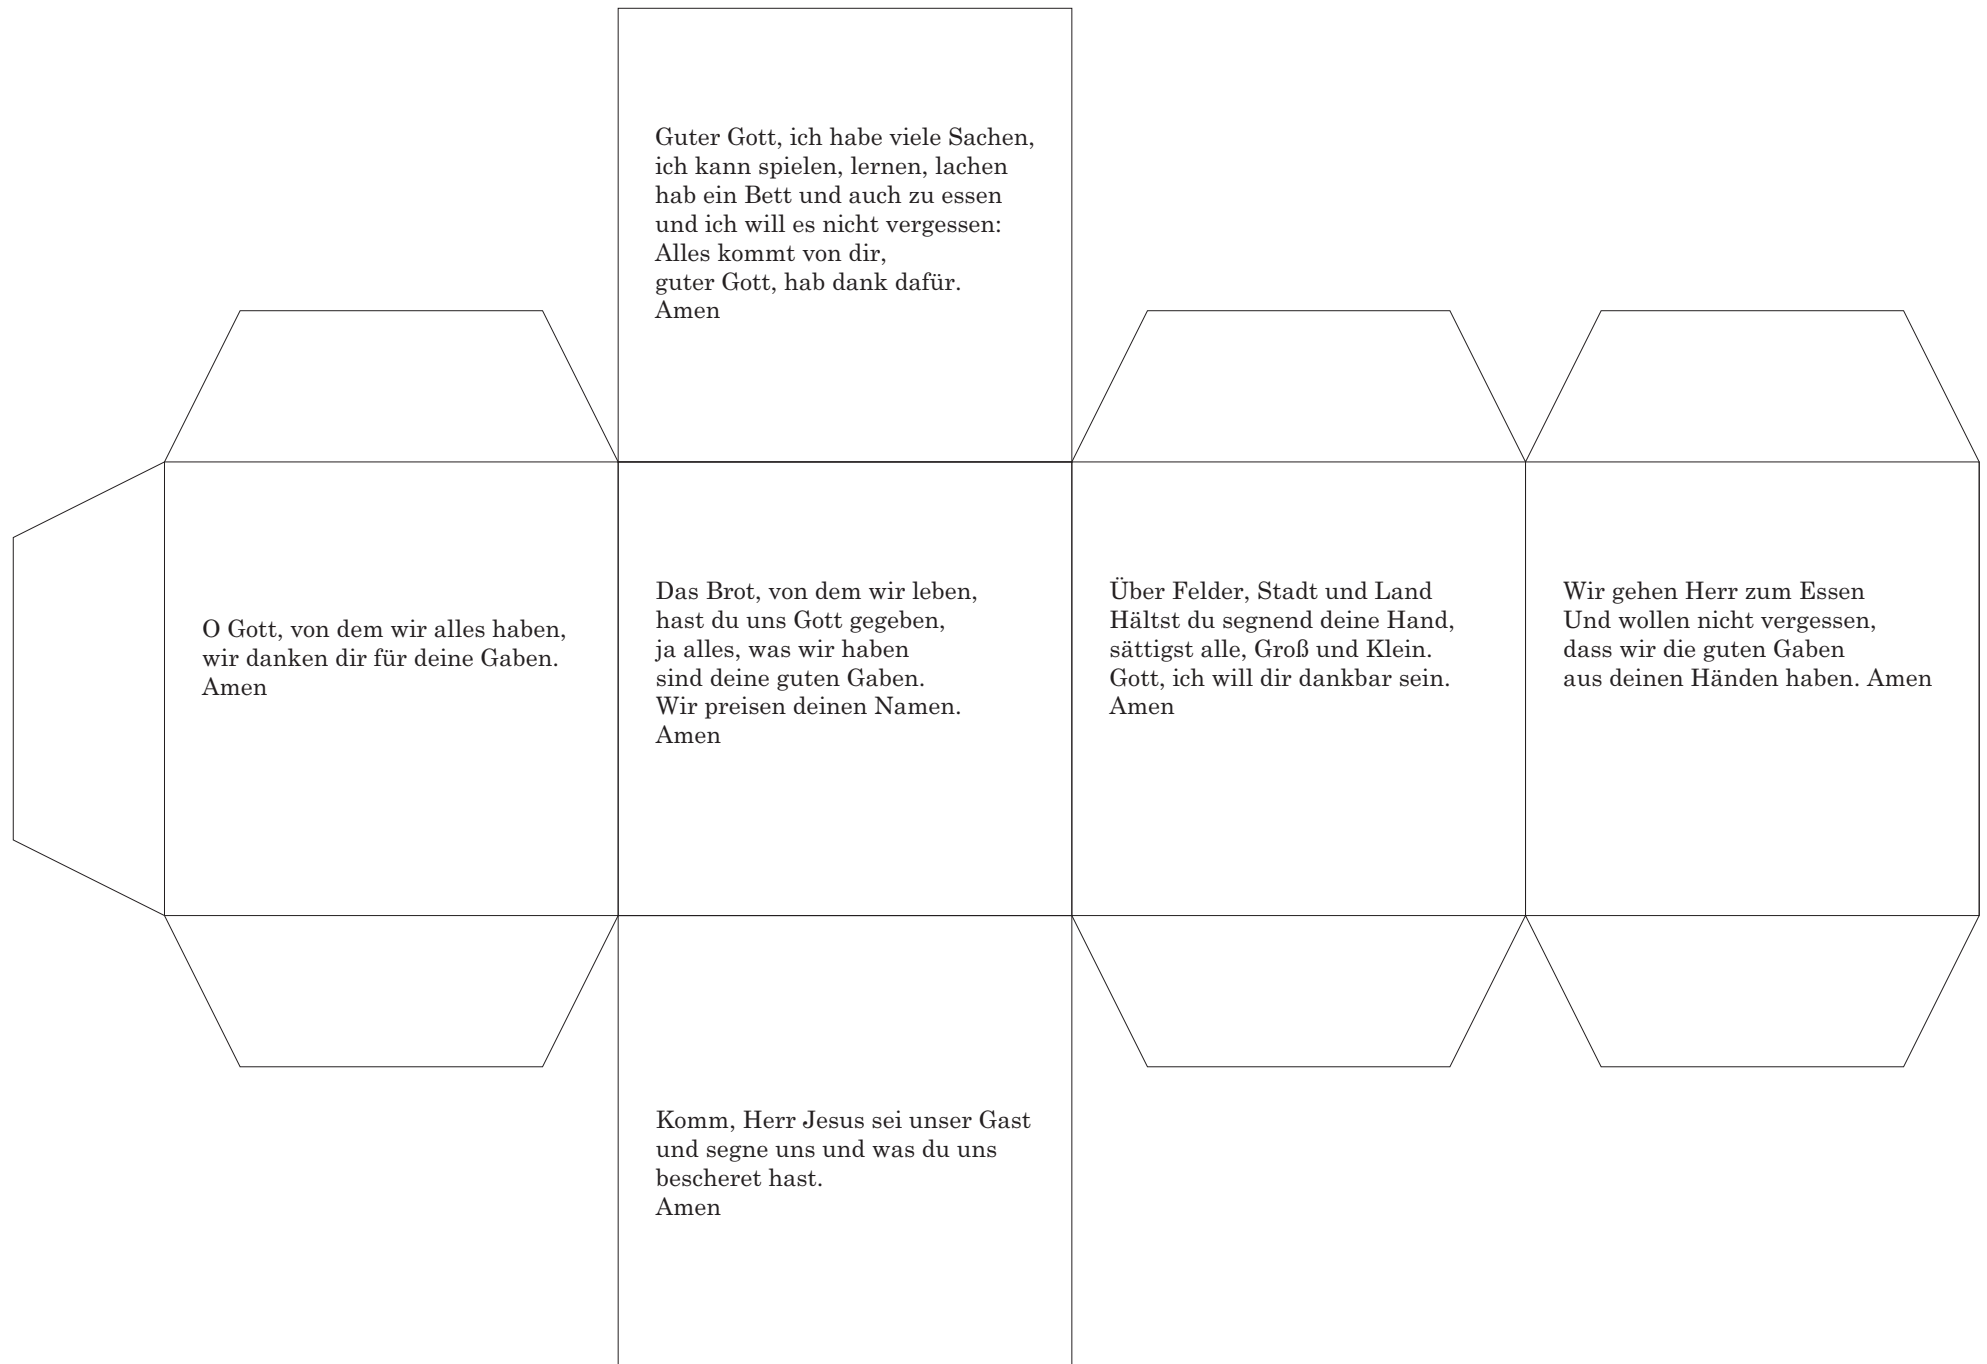 Guter Gott, ich habe viele Sachen,
ich kann spielen, lernen, lachen
hab ein Bett und auch zu essen
und ich will es nicht vergessen:
Alles kommt von dir,
guter Gott, hab dank dafür.
Amen
O Gott, von dem wir alles haben,
wir danken dir für deine Gaben.
Amen
Das Brot, von dem wir leben,
hast du uns Gott gegeben,
ja alles, was wir haben
sind deine guten Gaben.
Wir preisen deinen Namen.
Amen
Über Felder, Stadt und Land
Hältst du segnend deine Hand,
sättigst alle, Groß und Klein.
Gott, ich will dir dankbar sein.
Amen
Wir gehen Herr zum Essen
Und wollen nicht vergessen,
dass wir die guten Gaben
aus deinen Händen haben. Amen
Komm, Herr Jesus sei unser Gast
und segne uns und was du uns
bescheret hast.
Amen